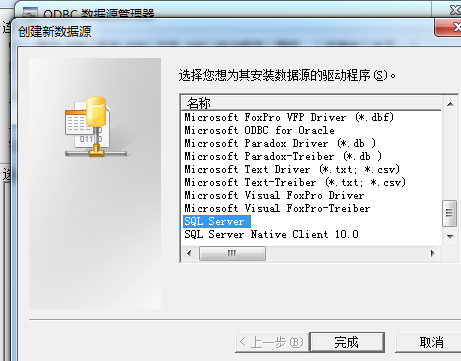 ODBC 数据源管理器
创建新数据源
选择您想为其安装数据源的驱动程序(S)。
名称
Microsoft FoxPro VFP Driver (*.dbf)
Microsoft ODBC for Oracle
Microsoft Paradox Driver (*.db )
Microsoft Paradox-Treiber (*.db )
Microsoft Text Driver (*.txt; *.csv)
Microsoft Text-Treiber (*.txt; *.csv)
Microsoft Visual FoxPro Driver
Microsoft Visual FoxPro-Treiber
SQL Server
SQL Server Native Client 10.0
< 上一步(B)
完成
取消